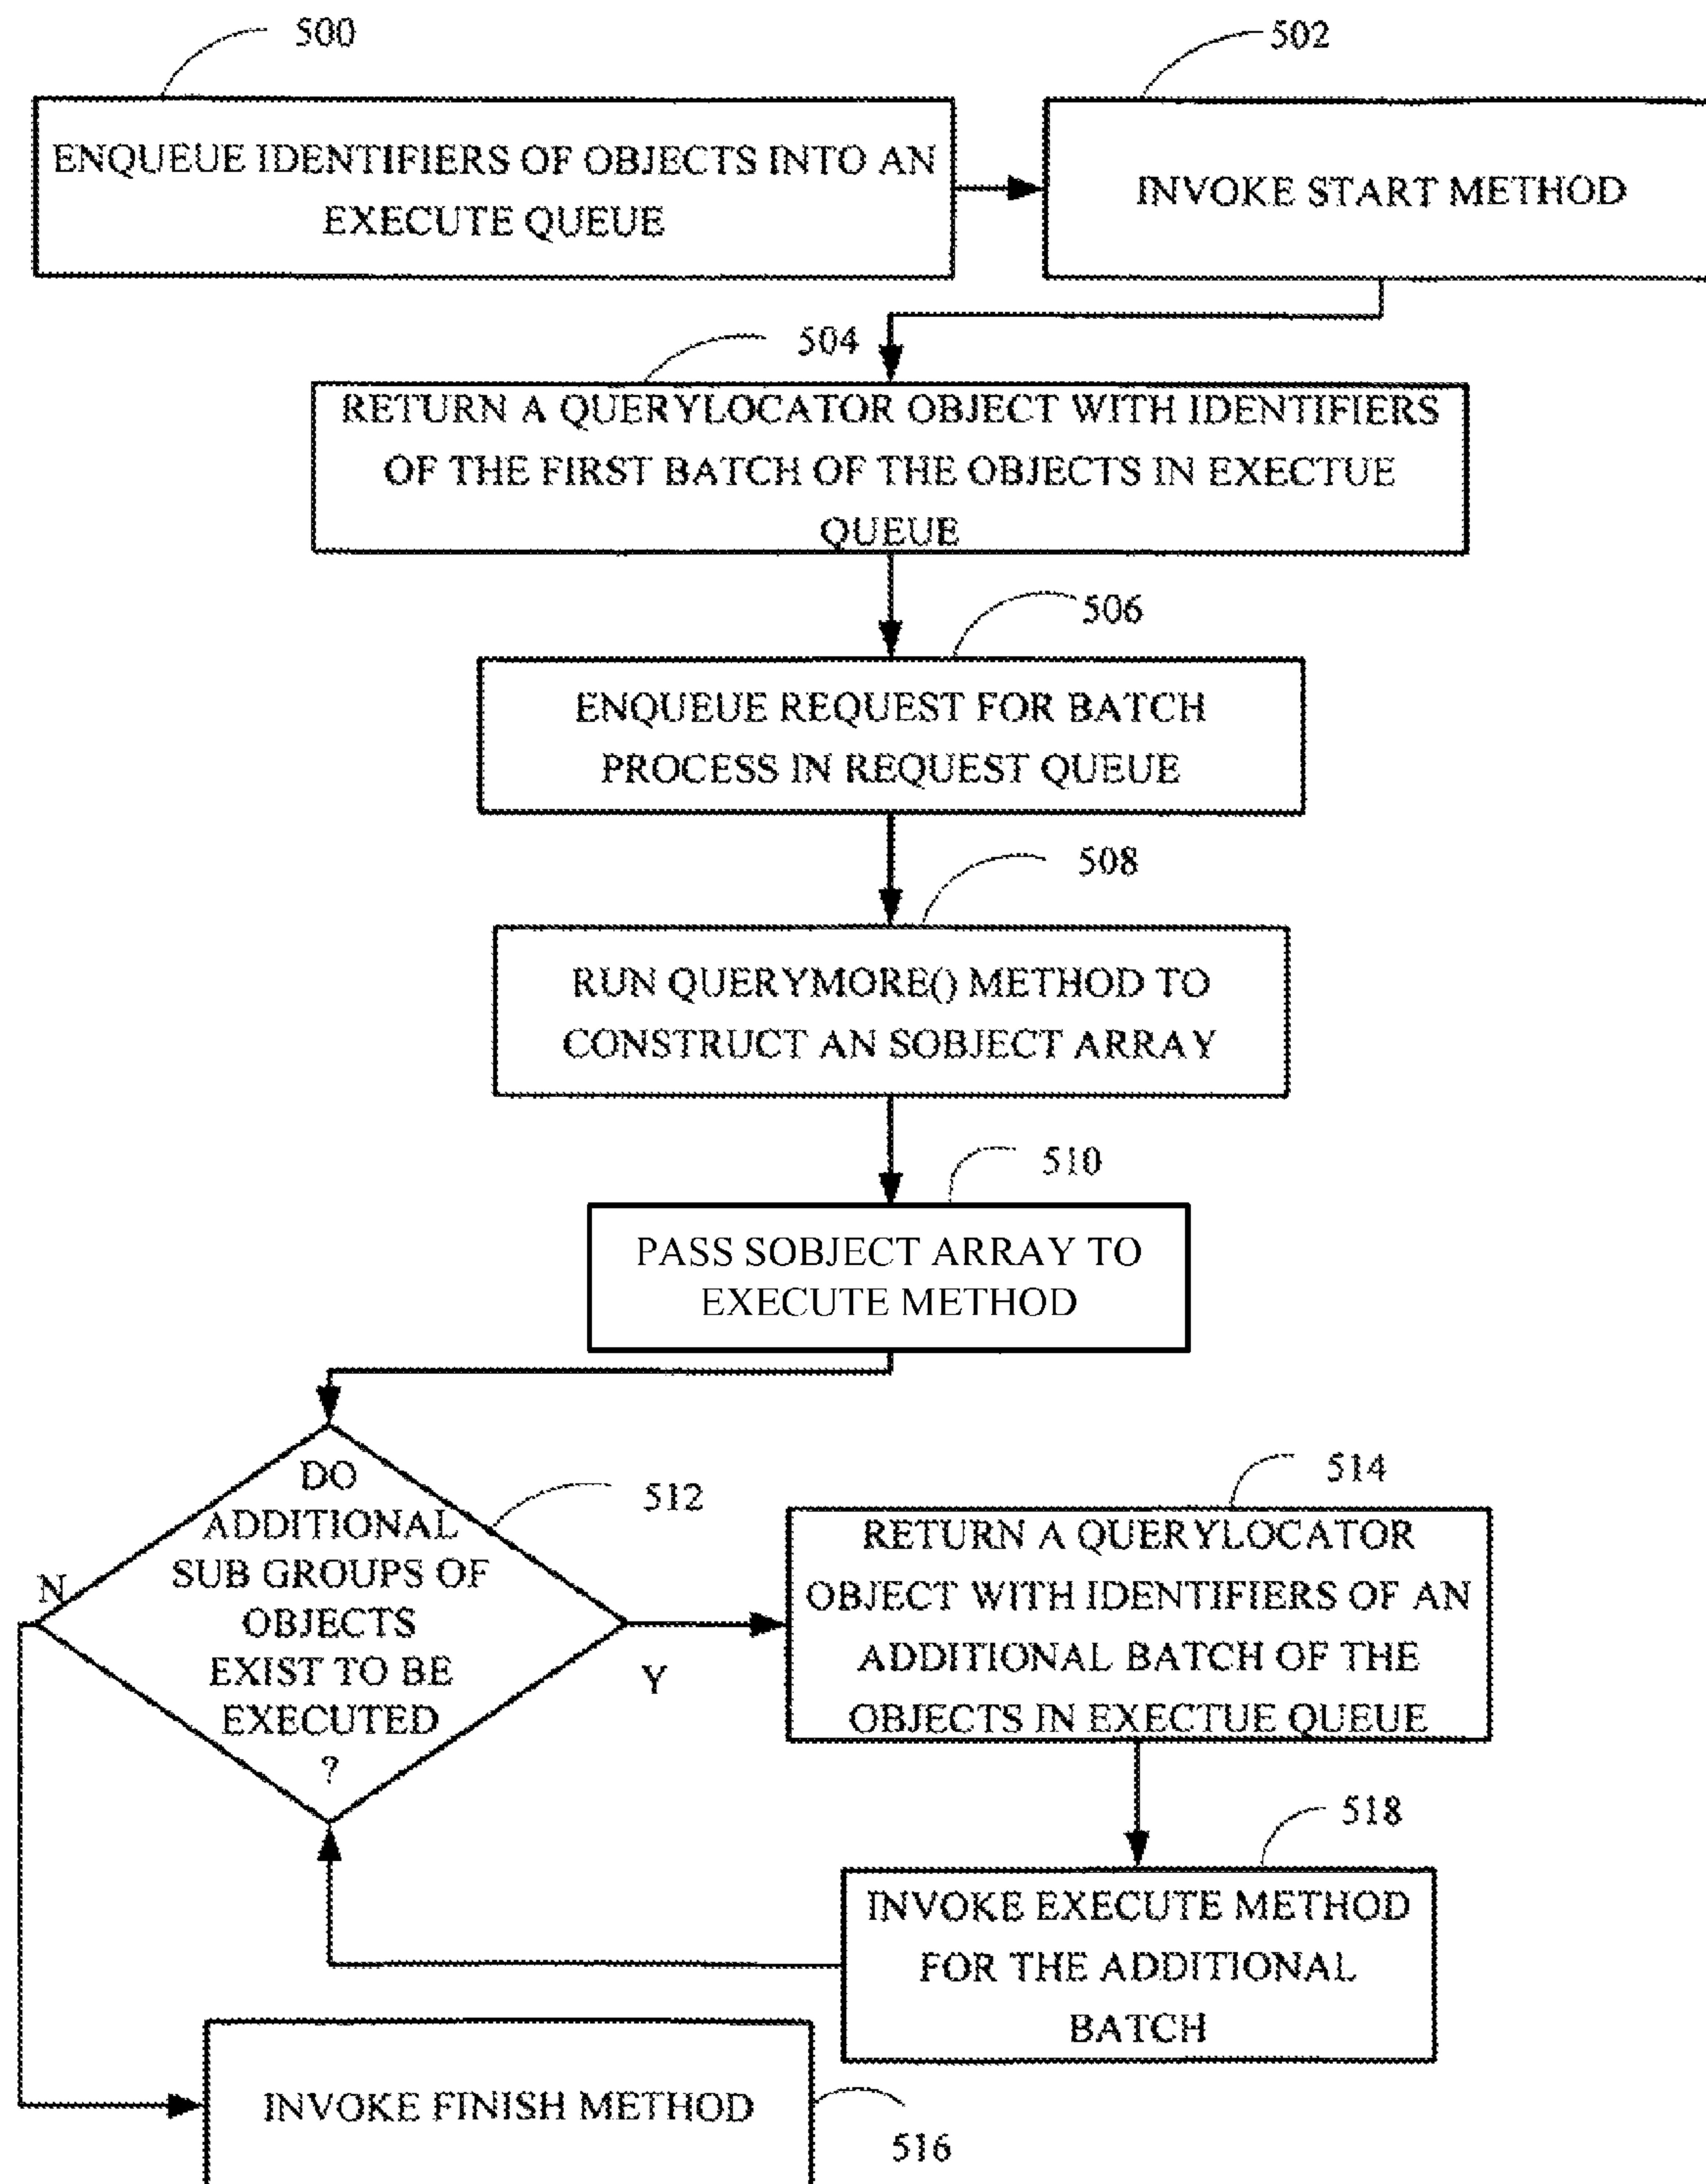 500
502
ENQUEUE IDENTIFIERS OF OBJECTS INTO AN
EXECUTE QUEUE
INVOKE START METHOD
504
RETURN A QUERYLOCATOR OBJECT WITH IDENTIFIERS
OF THE FIRST BATCH OF THE OBJECTS IN EXECTUE
QUEUE
506
ENQUEUE REQUEST FOR BATCH
PROCESS IN REQUEST QUEUE
508
RUN QUERYMORE() METHOD TO
CONSTRUCT AN SOBJECT ARRAY
510
PASS SOBJECT ARRAY TO
EXECUTE METHOD
512
DO
ADDITIONAL
SUB GROUPS OF
OBJECTS
EXIST TO BE
EXECUTED
?
N
Y
514
RETURN A QUERYLOCATOR
OBJECT WITH IDENTIFIERS OF AN
ADDITIONAL BATCH OF THE
OBJECTS IN EXECTUE QUEUE
518
INVOKE EXECUTE METHOD
FOR THE ADDITIONAL
BATCH
INVOKE FINISH METHOD
516